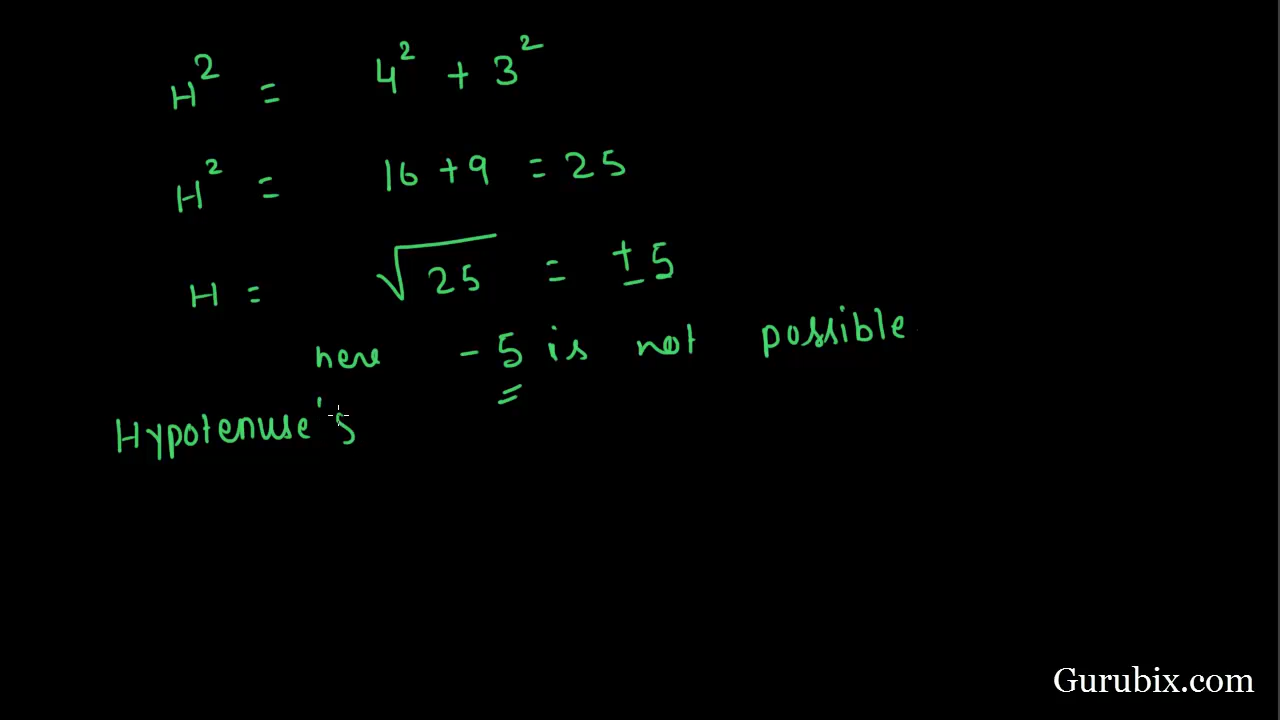 H² = 4² + 3²
H² = 16 + 9 = 25
H = √25 = ±5
here -5 is not possible
Hypotenuse's
Gurubix.com